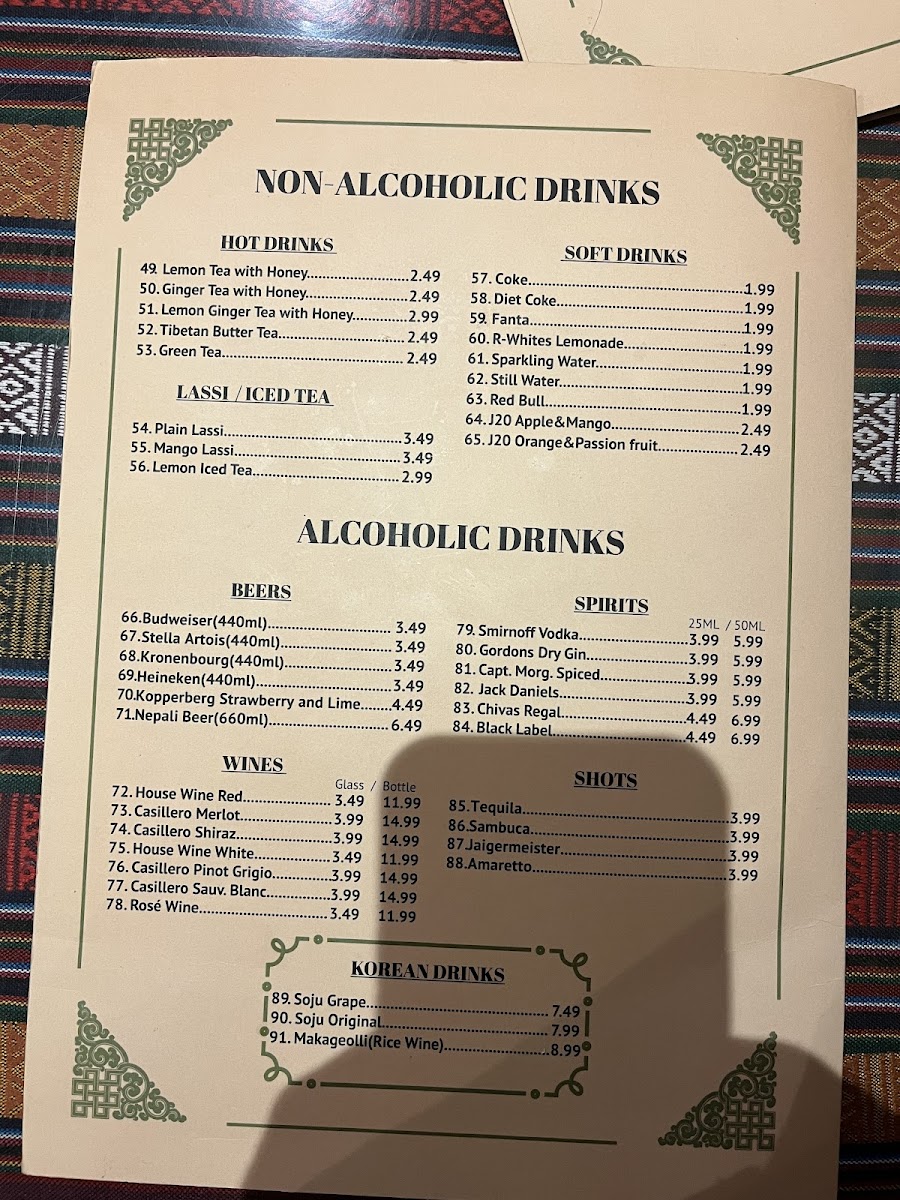 NON-ALCOHOLIC DRINKS
HOT DRINKS
49. Lemon Tea with Honey........................2.49
50. Ginger Tea with Honey........................2.49
51. Lemon Ginger Tea with Honey............2.99
52. Tibetan Butter Tea............................... 2.49
53. Green Tea............................................ 2.49
LASSI / ICED TEA
54. Plain Lassi...........................................3.49
55. Mango Lassi.........................................3.49
56. Lemon Iced Tea.................................... 2.99
SOFT DRINKS
57. Coke.....................................................1.99
58. Diet Coke..............................................1.99
59. Fanta....................................................1.99
60. R-Whites Lemonade.............................1.99
61. Sparkling Water....................................1.99
62. Still Water.............................................1.99
63. Red Bull................................................1.99
64. J20 Apple&Mango...............................2.49
65. J20 Orange&Passion fruit.................... 2.49
ALCOHOLIC DRINKS
BEERS
66.Budweiser(440ml)............................... 3.49
67.Stella Artois(440ml)............................ 3.49
68.Kronenbourg(440ml)...........................3.49
69.Heineken(440ml).................................3.49
70.Kopperberg Strawberry and Lime.......4.49
71.Nepali Beer(660ml).............................. 6.49
WINES
Glass / Bottle
72. House Wine Red..................... 3.49 11.99
73. Casillero Merlot......................3.99 14.99
74. Casillero Shiraz.......................3.99 14.99
75. House Wine White..................3.49 11.99
76. Casillero Pinot Grigio..............3.99 14.99
77. Casillero Sauv. Blanc...............3.99 14.99
78. Rosé Wine...............................3.49 11.99
SPIRITS
25ML / 50ML
79. Smirnoff Vodka...........................3.99 5.99
80. Gordons Dry Gin.........................3.99 5.99
81. Capt. Morg. Spiced......................3.99 5.99
82. Jack Daniels................................3.99 5.99
83. Chivas Regal...............................4.49 6.99
84. Black Label.................................4.49 6.99
SHOTS
85.Tequila..................................................3.99
86.Sambuca................................................3.99
87.Jaigermeister.........................................3.99
88.Amaretto................................................3.99
KOREAN DRINKS
89. Soju Grape............................................ 7.49
90. Soju Original......................................... 7.99
91. Makageolli(Rice Wine).........................8.99